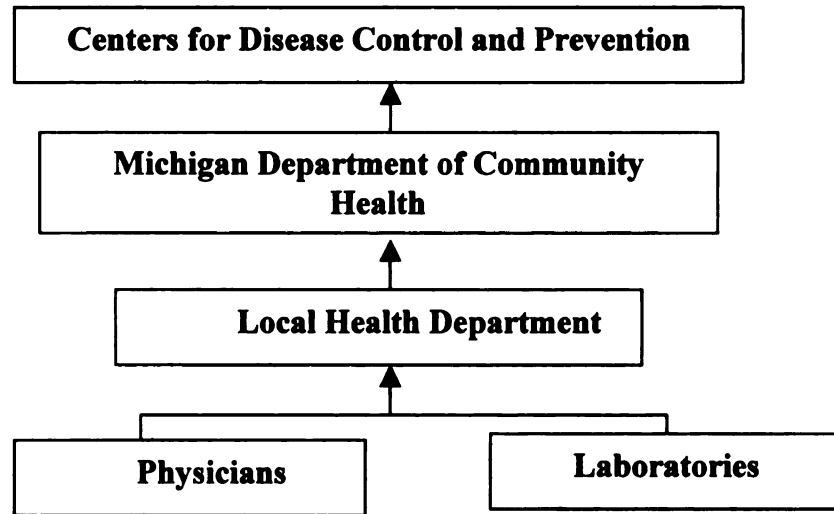 Centers for Disease Control and Prevention
Michigan Department of Community
Health
Local Health Department
Physicians
Laboratories